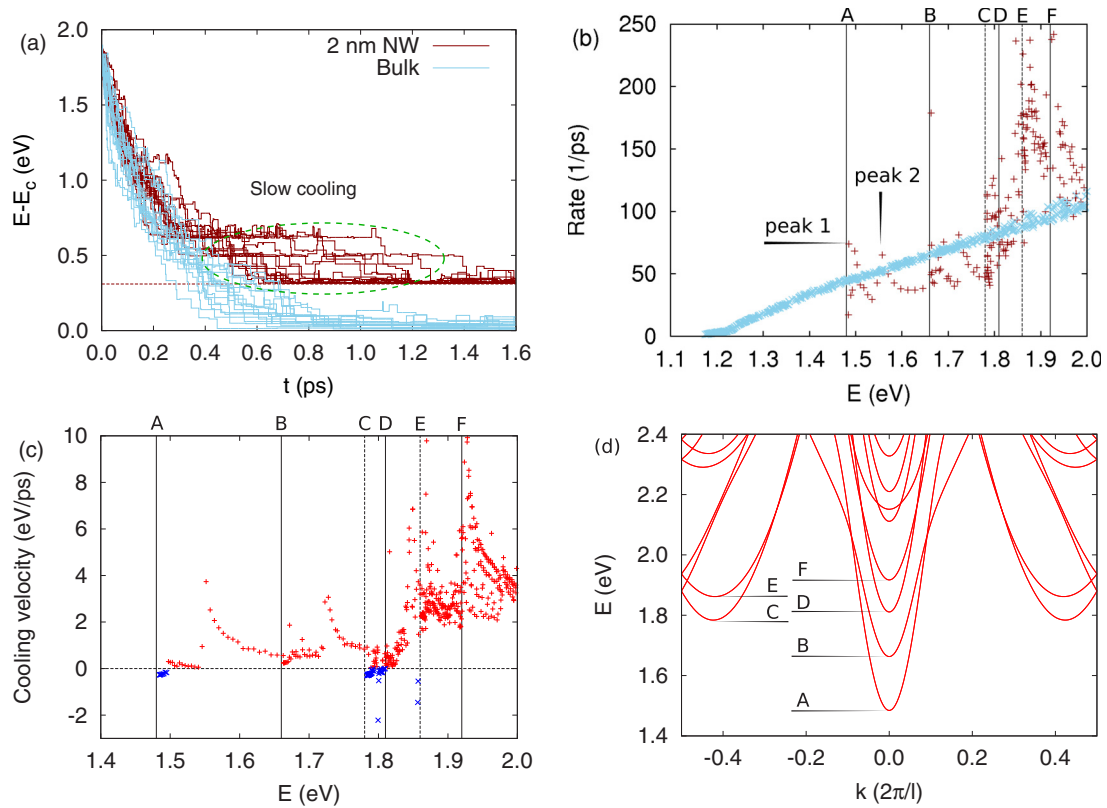 (a)
2.0
1.5
1.0
0.5
0.0
E-Ec (eV)
2 nm NW
Bulk
Slow cooling
0.0 0.2 0.4 0.6 0.8 1.0 1.2 1.4 1.6
t (ps)
(b)
A B C D E F
250
200
150
100
50
0
Rate (1/ps)
peak 1
peak 2
1.1 1.2 1.3 1.4 1.5 1.6 1.7 1.8 1.9 2.0
E (eV)
(c)
A B C D E F
10
8
6
4
2
0
-2
Cooling velocity (eV/ps)
1.4 1.5 1.6 1.7 1.8 1.9 2.0
E (eV)
(d)
2.4
2.2
2.0
1.8
1.6
1.4
E (eV)
F
E
D
C
B
A
-0.4 -0.2 0.0 0.2 0.4
k (2π/l)